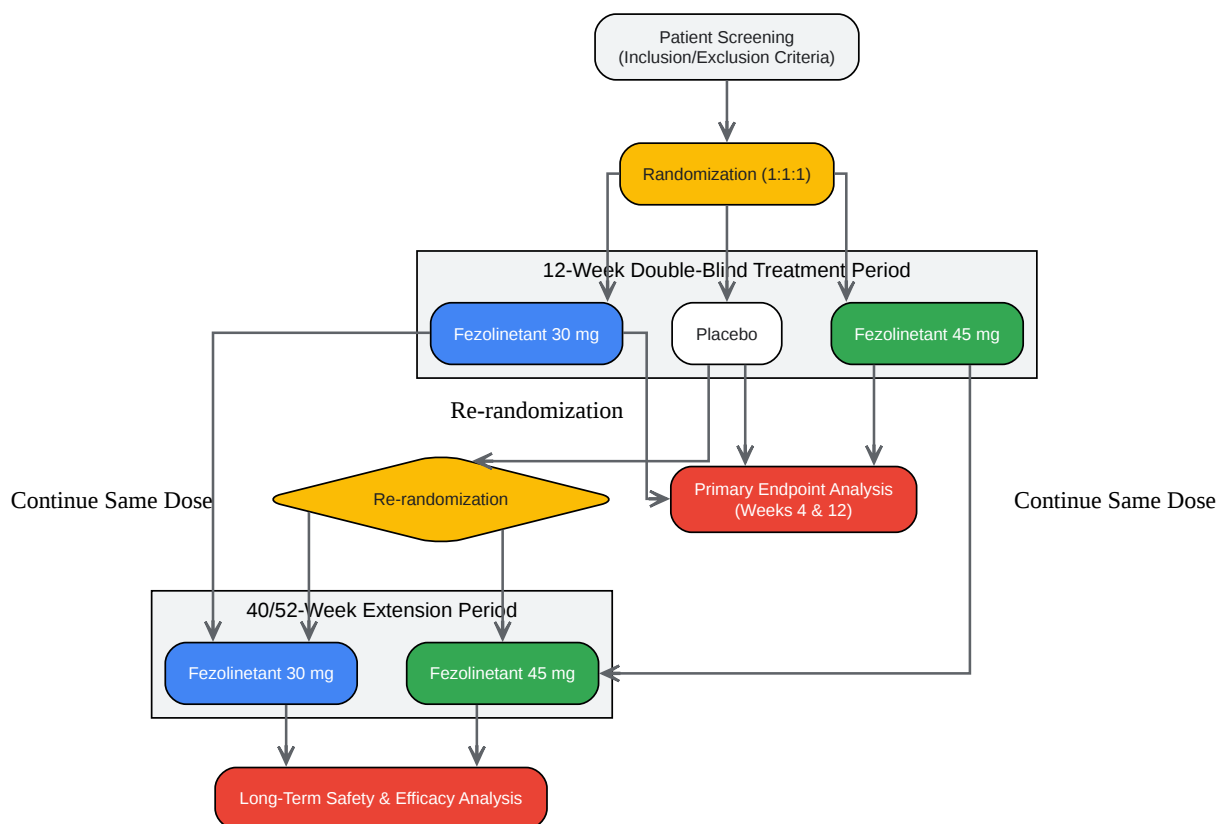 Patient Screening
(Inclusion/Exclusion Criteria)
Randomization (1:1:1)
12-Week Double-Blind Treatment Period
Fezolinetant 30 mg
Placebo
Fezolinetant 45 mg
Re-randomization
Re-randomization
Primary Endpoint Analysis
(Weeks 4 & 12)
Continue Same Dose
Continue Same Dose
40/52-Week Extension Period
Fezolinetant 30 mg
Fezolinetant 45 mg
Long-Term Safety & Efficacy Analysis